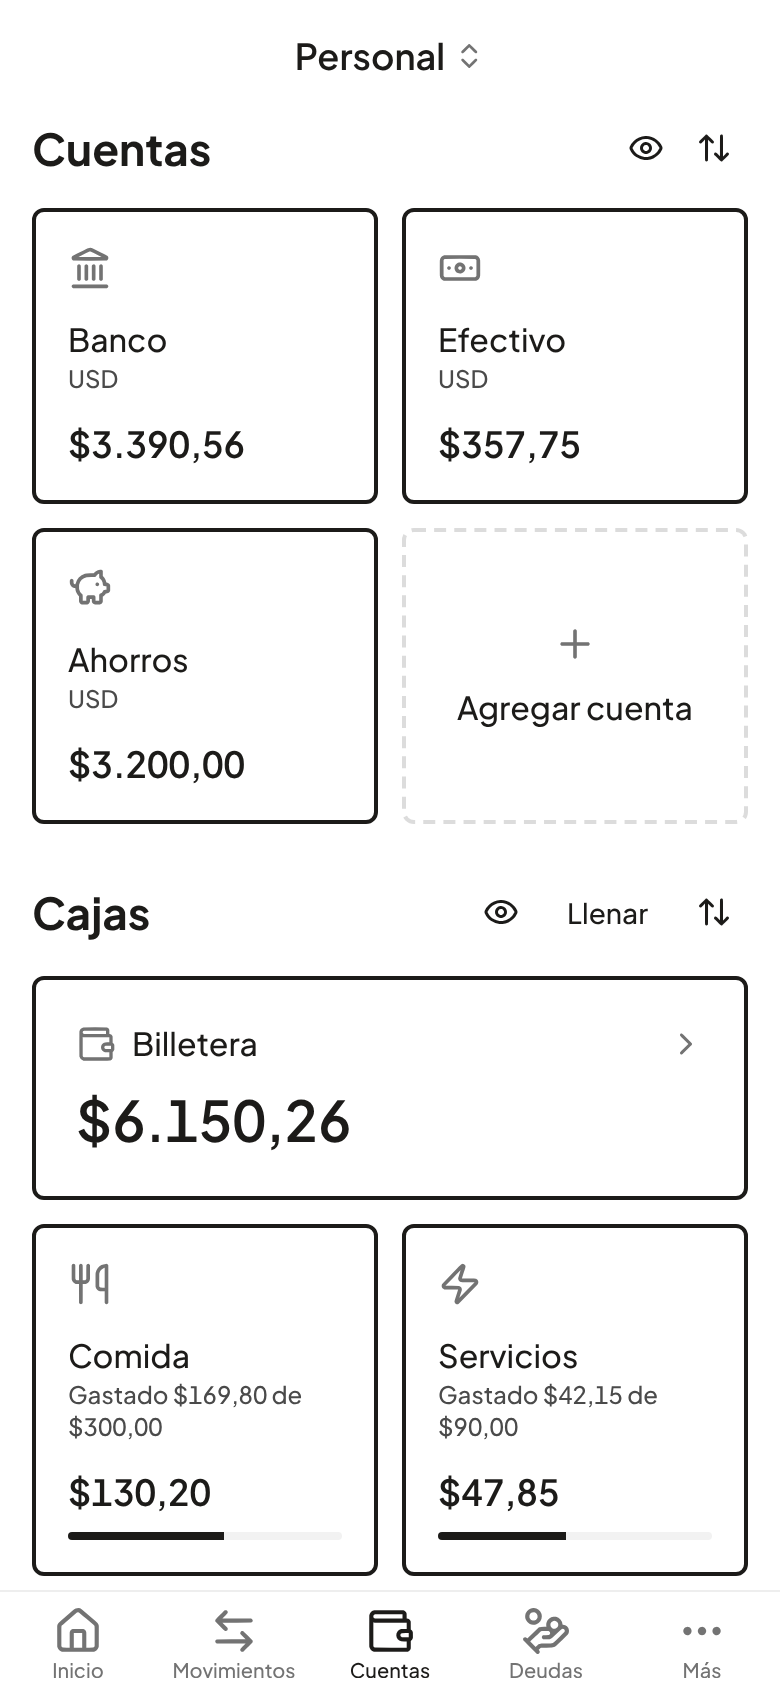 Personal
Cuentas
Banco
USD
$3.390,56
Efectivo
USD
$357,75
Ahorros
USD
$3.200,00
Agregar cuenta
Cajas
Llenar
Billetera
$6.150,26
Comida
Gastado $169,80 de
$300,00
$130,20
Servicios
Gastado $42,15 de
$90,00
$47,85
Inicio
Movimientos
Cuentas
Deudas
Más